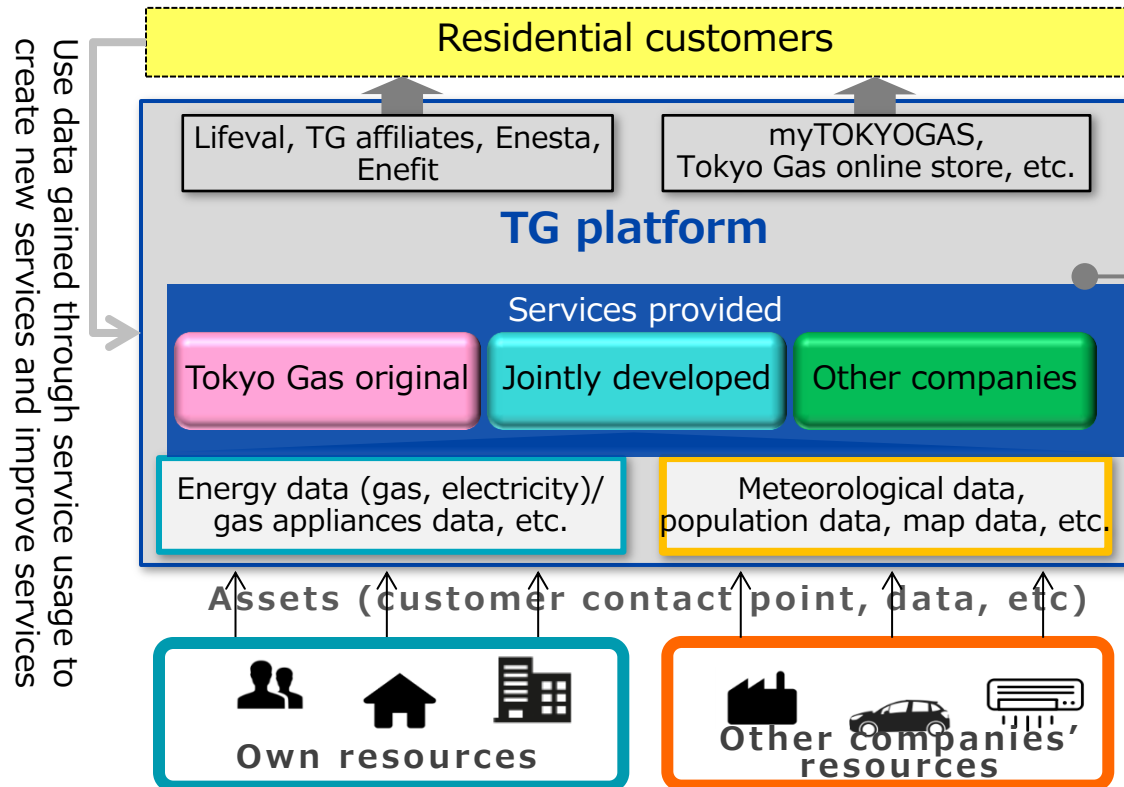 Use data gained through service usage to
create new services and improve services
Residential customers
Lifeval, TG affiliates, Enesta,
Enefit
myTOKYOGAS,
Tokyo Gas online store, etc.
TG platform
Services provided
Tokyo Gas original
Jointly developed
Other companies
Energy data (gas, electricity)/
gas appliances data, etc.
Meteorological data,
population data, map data, etc.
Assets (customer contact point, data, etc)
Own resources
Other companies’
resources